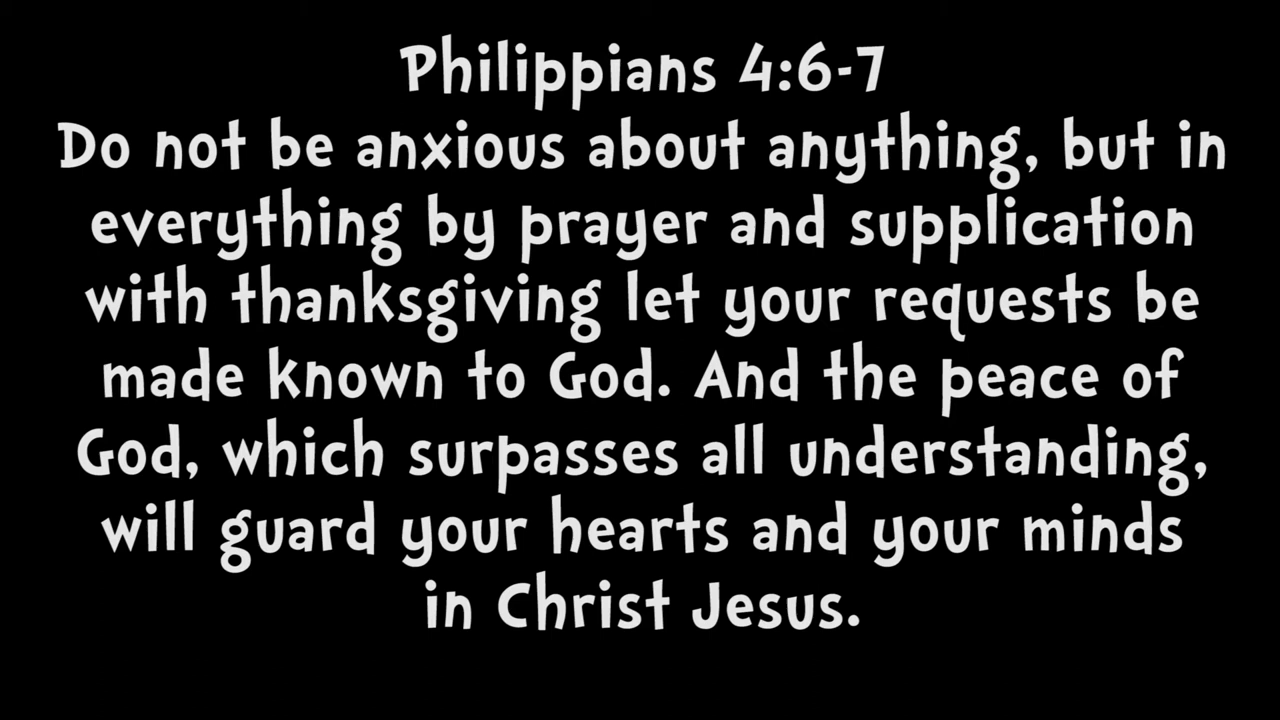 Philippians 4:6-7
Do not be anxious about anything, but in
everything by prayer and supplication
with thanksgiving let your requests be
made known to God. And the peace of
God, which surpasses all understanding,
will guard your hearts and your minds
in Christ Jesus.